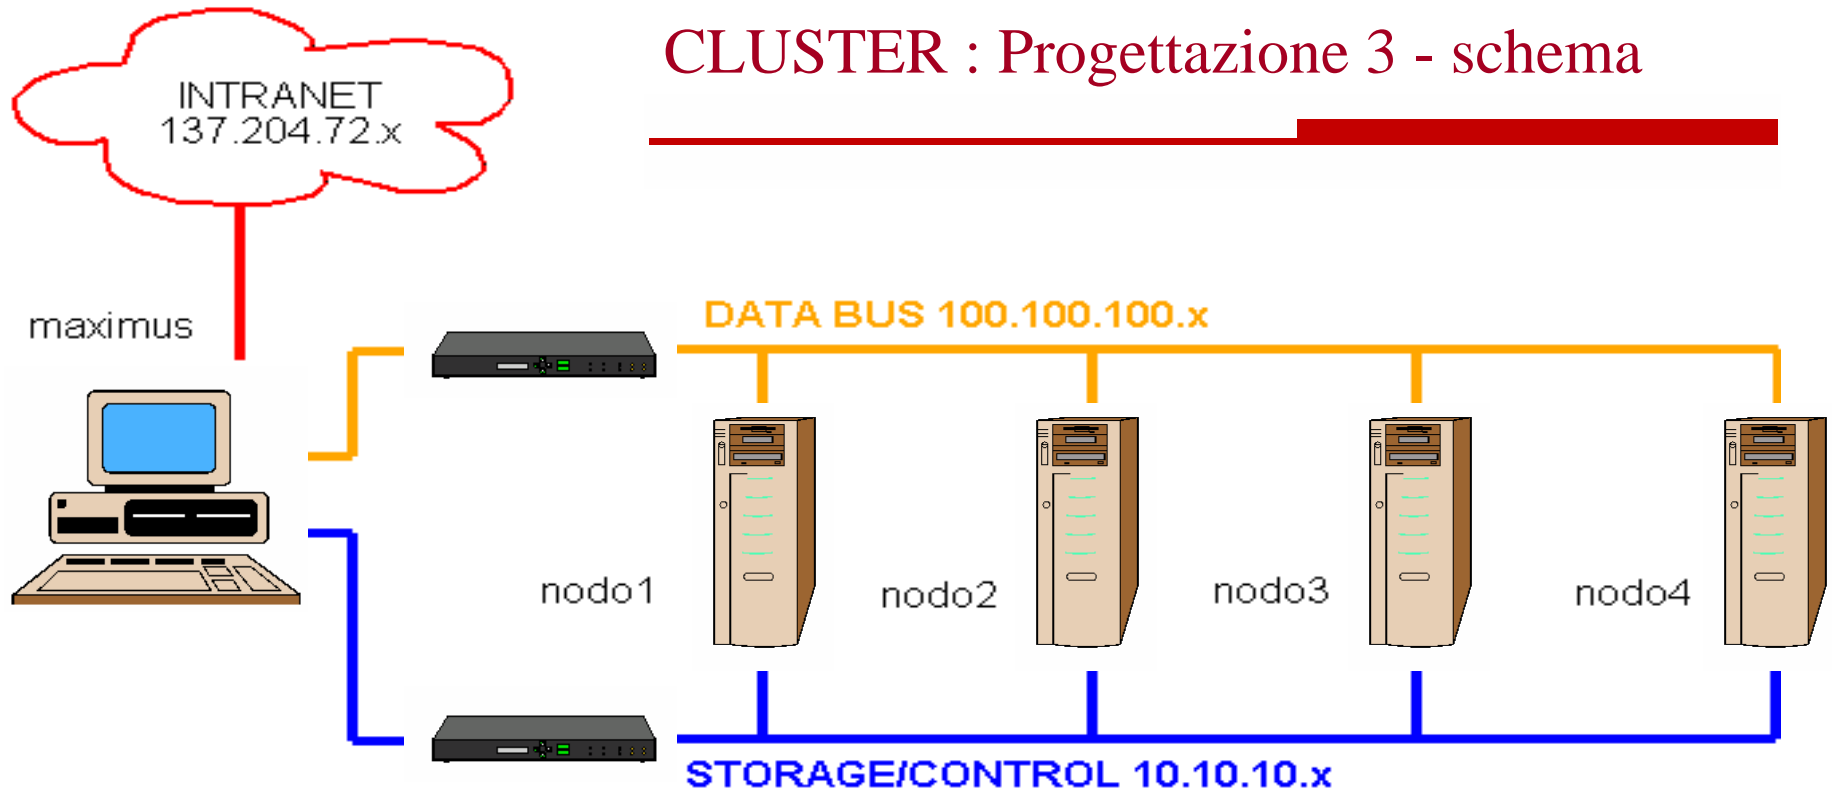 CLUSTER : Progettazione 3 - schema
INTRANET
137.204.72.x
maximus
DATA BUS 100.100.100.x
nodo1
nodo2
nodo3
nodo4
STORAGE/CONTROL 10.10.10.x